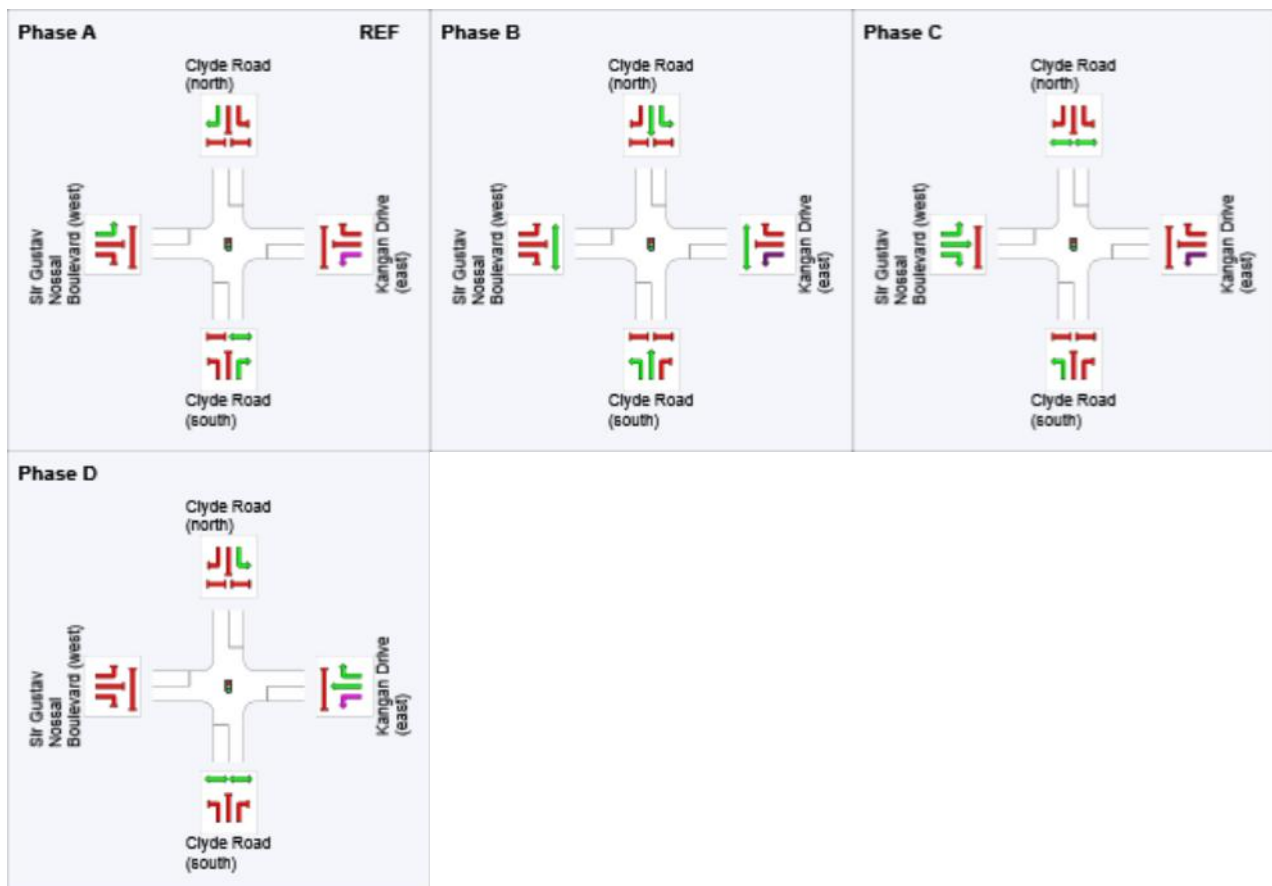 Phase A
REF
Clyde Road
(north)
Sir Gustav
Nossal
Boulevard (west)
Kangan Drive
(east)
Clyde Road
(south)
Phase B
Clyde Road
(north)
Sir Gustav
Nossal
Boulevard (west)
Kangan Drive
(east)
Clyde Road
(south)
Phase C
Clyde Road
(north)
Sir Gustav
Nossal
Boulevard (west)
Kangan Drive
(east)
Clyde Road
(south)
Phase D
Clyde Road
(north)
Sir Gustav
Nossal
Boulevard (west)
Kangan Drive
(east)
Clyde Road
(south)